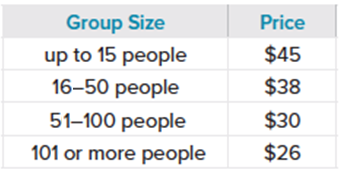 Group Size Price
up to 15 people $45
16–50 people $38
51–100 people $30
101 or more people $26